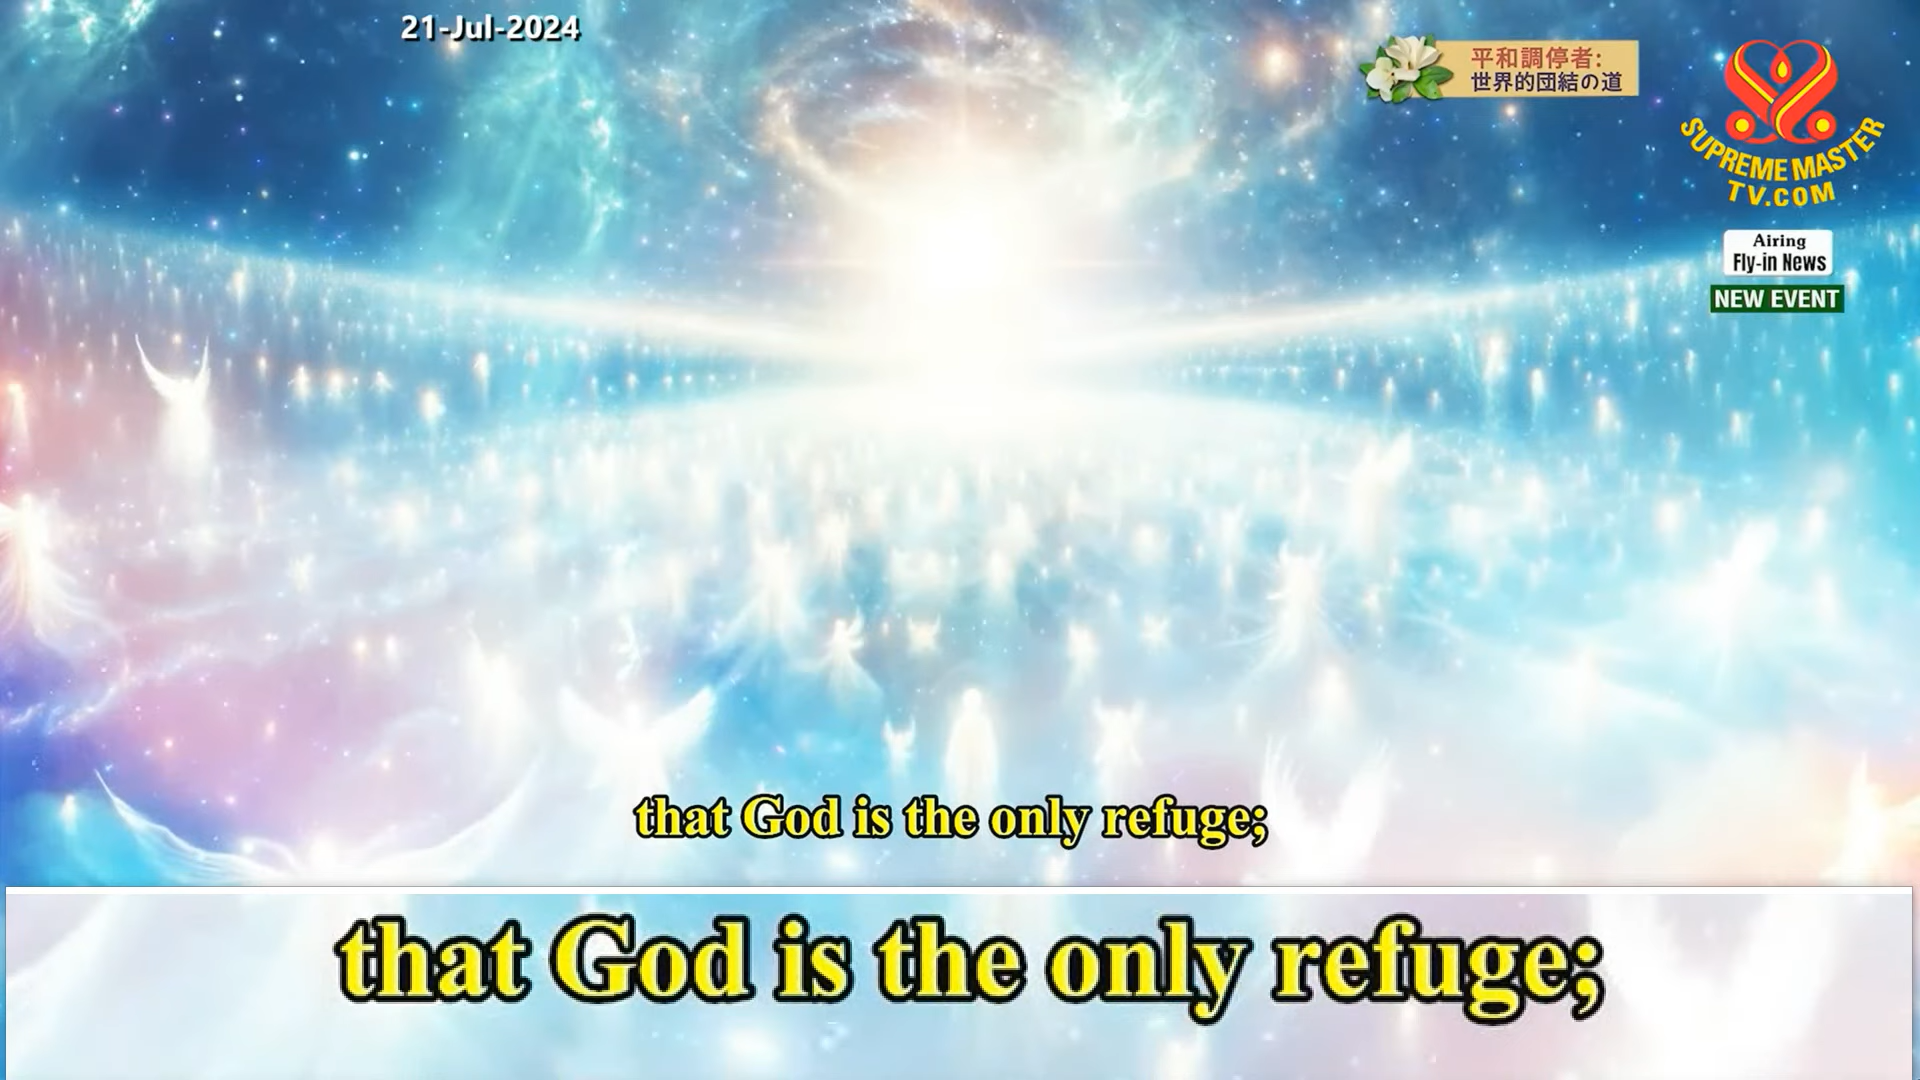 21-Jul-2024
平和調停者:
世界的団結の道
SUPREME MASTER
TV.COM
Airing
Fly-in News
NEW EVENT
that God is the only refuge;
that God is the only refuge;